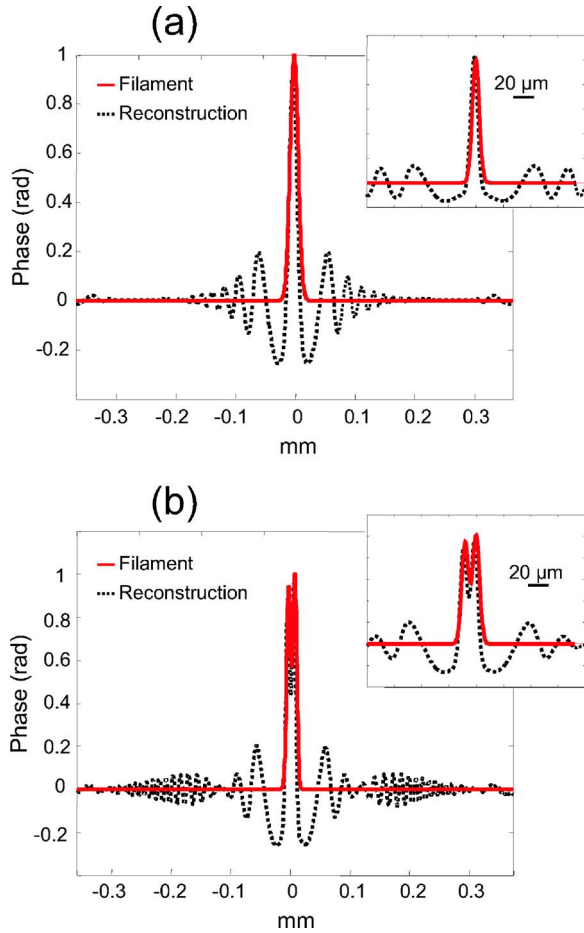 (a)
1
0.8
0.6
0.4
0.2
0
-0.2
Phase (rad)
Filament
Reconstruction
20 µm
-0.3 -0.2 -0.1 0 0.1 0.2 0.3
mm
(b)
1
0.8
0.6
0.4
0.2
0
-0.2
Phase (rad)
Filament
Reconstruction
20 µm
-0.3 -0.2 -0.1 0 0.1 0.2 0.3
mm